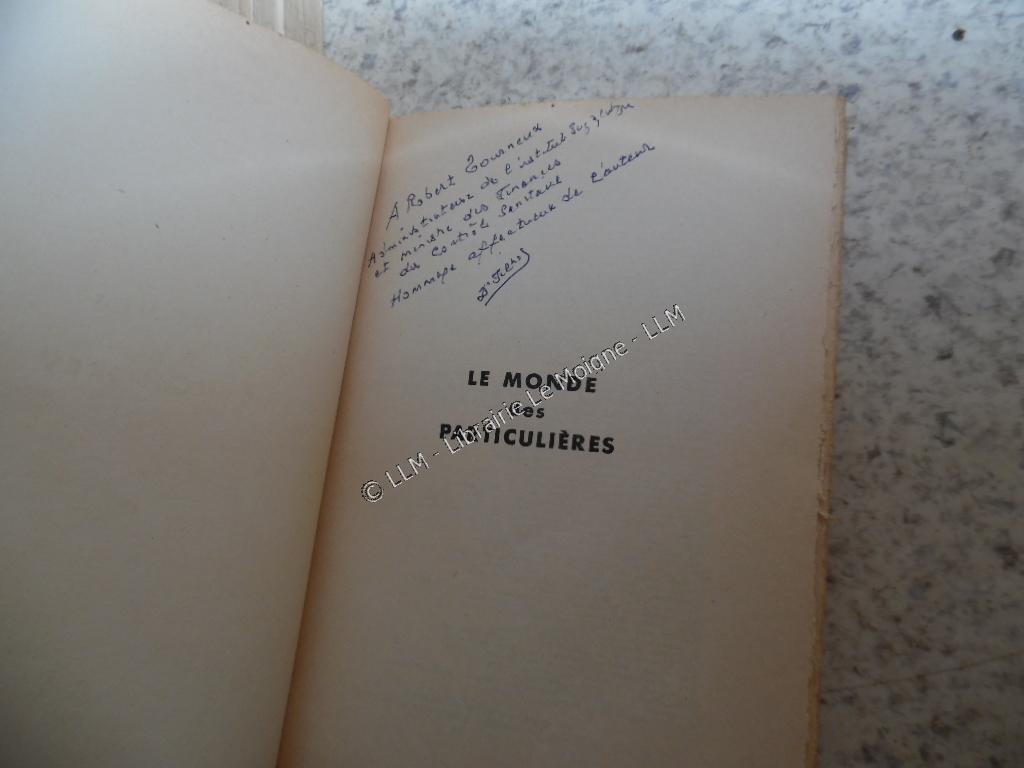 A Robert Tourneux
Administrateur de l'institut
et ministre des Finances
du Contrôle
Hommage affectueux de l'auteur
LE MONDE
des
PARTICULIÈRES
© LLM - Librairie Le Moigne - LLM